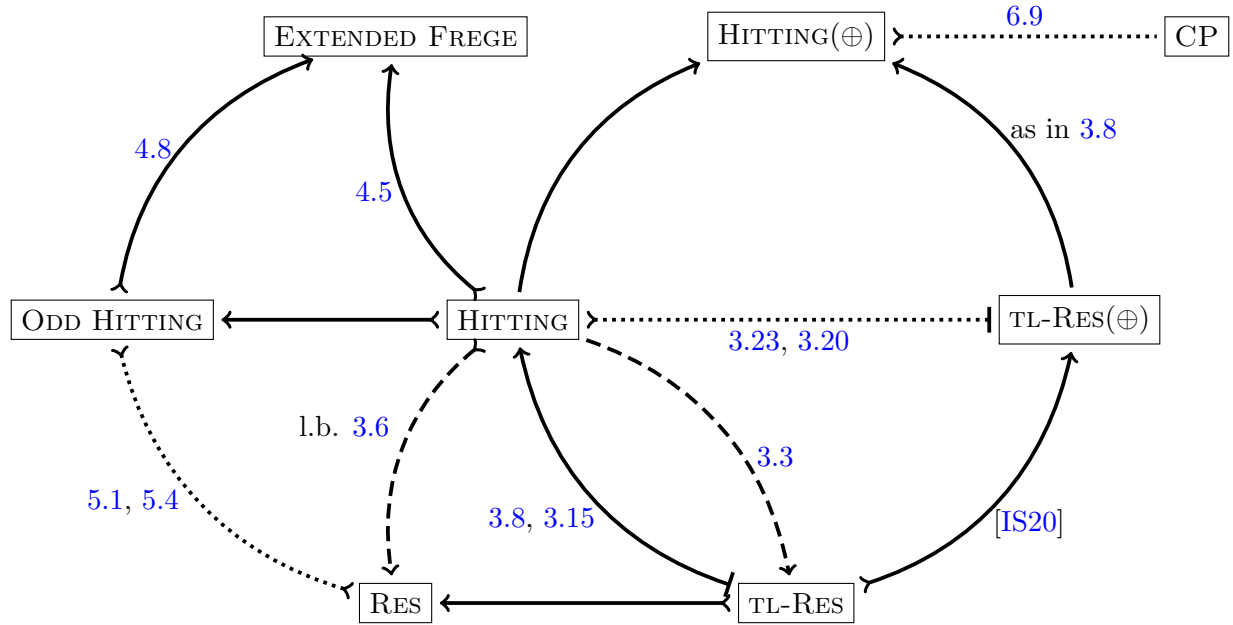 6.9
EXTENDED FREGE
HITTING(⊕)
CP
4.8
as in 3.8
4.5
ODD HITTING
HITTING
TL-RES(⊕)
3.23, 3.20
l.b. 3.6
3.3
5.1, 5.4
3.8, 3.15
[IS20]
RES
TL-RES